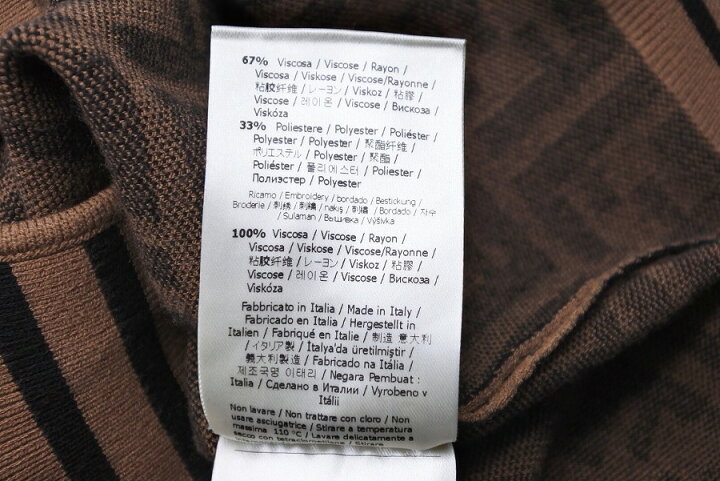 67% Viscosa / Viscose / Rayon /
Viscosa / Viskose / Viscose/Rayonne /
粘胶纤维 / レーヨン / Viskoz / 粘膠 /
Viscose / 레이온 / Viscose / Вискоза /
Viskóza
33% Poliestere / Polyester / Poliéster /
Polyester / Polyester / 聚酯纤维 /
ポリエステル / Polyester / 聚酯 /
Poliéster / 폴리에스터 / Polyester /
Полиэстер / Polyester
Ricamo / Embroidery / bordado / Bestickung /
Broderie / 刺绣 / 刺繍 / nakış / 刺繡 / Bordado / 자수
/ Sulaman / Вышивка / Výšivka
100% Viscosa / Viscose / Rayon /
Viscosa / Viskose / Viscose/Rayonne /
粘胶纤维 / レーヨン / Viskoz / 粘膠 /
Viscose / 레이온 / Viscose / Вискоза /
Viskóza
Fabbricato in Italia / Made in Italy /
Fabricado en Italia / Hergestellt in
Italien / Fabriqué en Italie / 制造 意大利
/ イタリア製 / İtalya'da üretilmiştir /
義大利製造 / Fabricado na Itália /
제조국명 이태리 / Negara Pembuat :
Italia / Сделано в Италии / Vyrobeno v
Itálii
Non lavare / Non trattare con cloro / Non
usare asciugatrice / Stirare a temperatura
massima 110 °C / Lavare delicatamente a
secco con tetracloroetilene / Stirare